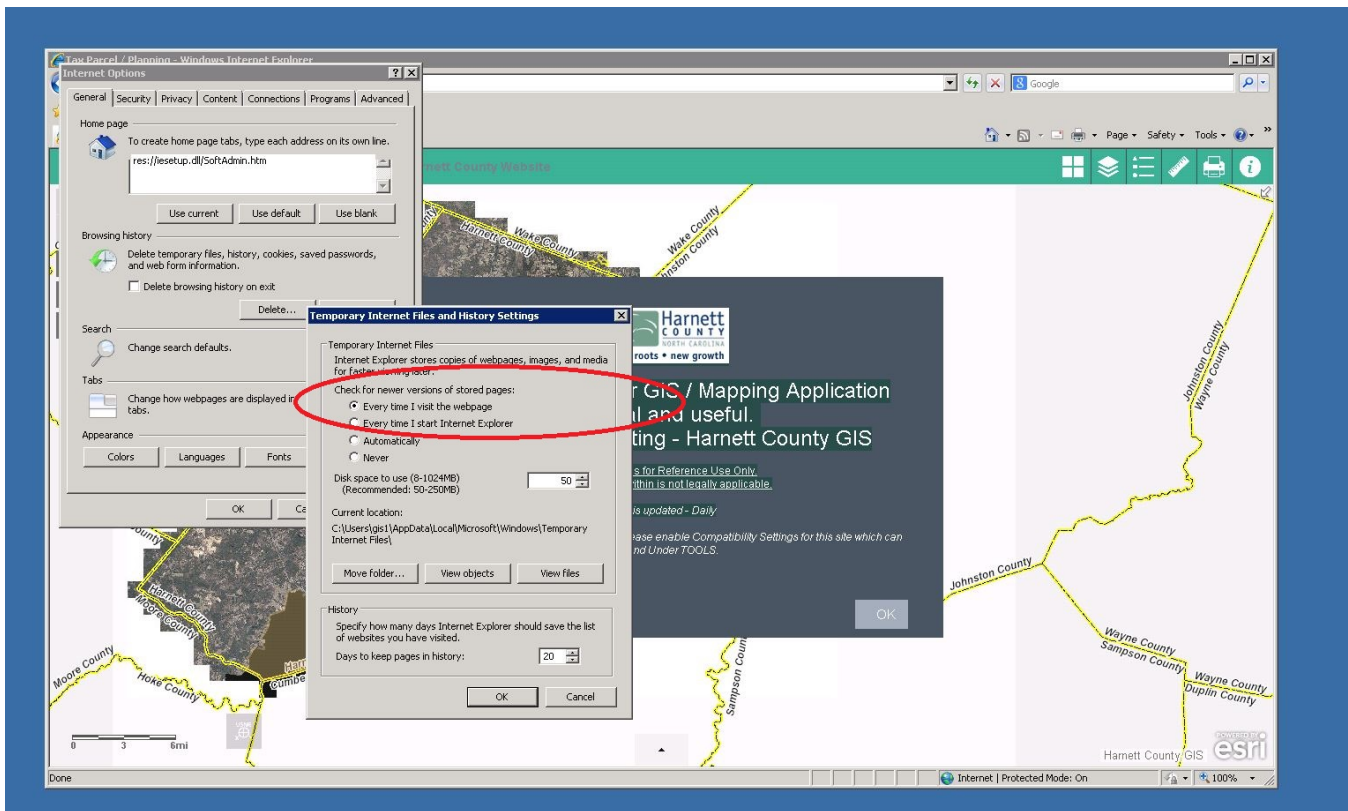 Tax Parcel / Planning - Windows Internet Explorer
Internet Options
General Security Privacy Content Connections Programs Advanced
Home page
To create home page tabs, type each address on its own line.
res://iesetup.dll/SoftAdmin.htm
Use current Use default Use blank
Browsing history
Delete temporary files, history, cookies, saved passwords,
and web form information.
Delete browsing history on exit
Delete...
Search
Change search defaults.
Tabs
Change how webpages are displayed in
tabs.
Appearance
Colors Languages Fonts
OK Ca
Temporary Internet Files and History Settings
Temporary Internet Files
Internet Explorer stores copies of webpages, images, and media
for faster viewing later.
Check for newer versions of stored pages:
Every time I visit the webpage
Every time I start Internet Explorer
Automatically
Never
Disk space to use (8-1024MB)
(Recommended: 50-250MB)
50
Current location:
C:\Users\gis1\AppData\Local\Microsoft\Windows\Temporary
Internet Files\
Move folder... View objects View files
History
Specify how many days Internet Explorer should save the list
of websites you have visited.
Days to keep pages in history: 20
OK Cancel
Google
Page Safety Tools
nett County Website
Harnett
COUNTY
NORTH CAROLINA
roots • new growth
r GIS / Mapping Application
l and useful.
ting - Harnett County GIS
s for Reference Use Only.
ithin is not legally applicable.
is updated - Daily
ase enable Compatibility Settings for this site which can
nd Under TOOLS.
OK
Wake County
Harnett County
Wake County
Johnston County
Johnston County
Wayne County
Johnston County
Wayne County
Sampson County
Wayne County
Duplin County
Sampson County
Harnett County
Moore County
Moore County
Hoke County
Cumbe
0 3 6mi
Harnett County GIS
POWERED BY
esri
Done
Internet | Protected Mode: On
100%